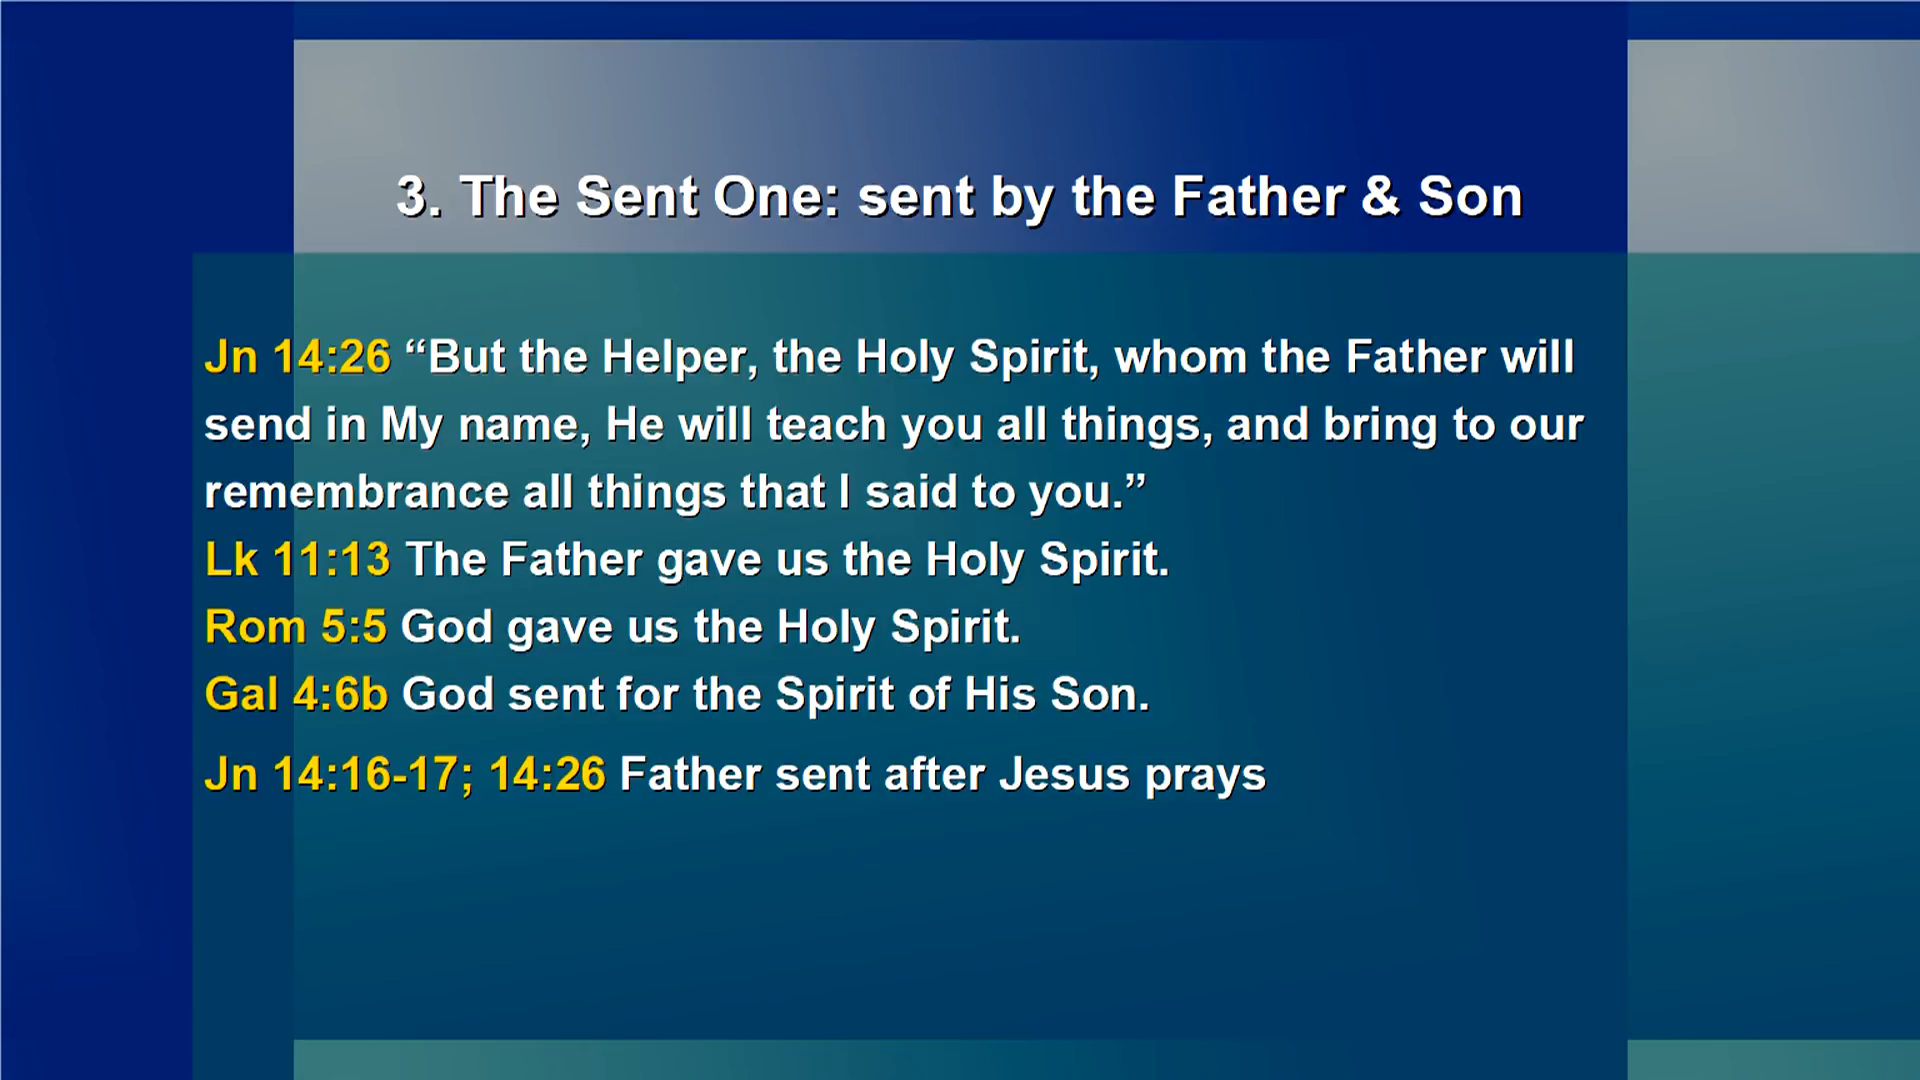 3. The Sent One: sent by the Father & Son
Jn 14:26 “But the Helper, the Holy Spirit, whom the Father will
send in My name, He will teach you all things, and bring to our
remembrance all things that I said to you.”
Lk 11:13 The Father gave us the Holy Spirit.
Rom 5:5 God gave us the Holy Spirit.
Gal 4:6b God sent for the Spirit of His Son.
Jn 14:16-17; 14:26 Father sent after Jesus prays